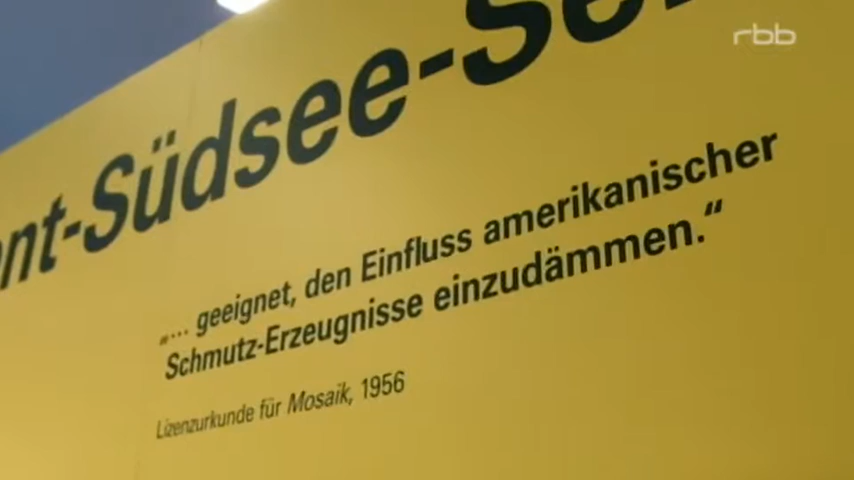 rbb
nt-Südsee-Se
„... geeignet, den Einfluss amerikanischer
Schmutz-Erzeugnisse einzudämmen.“
Lizenzurkunde für Mosaik, 1956